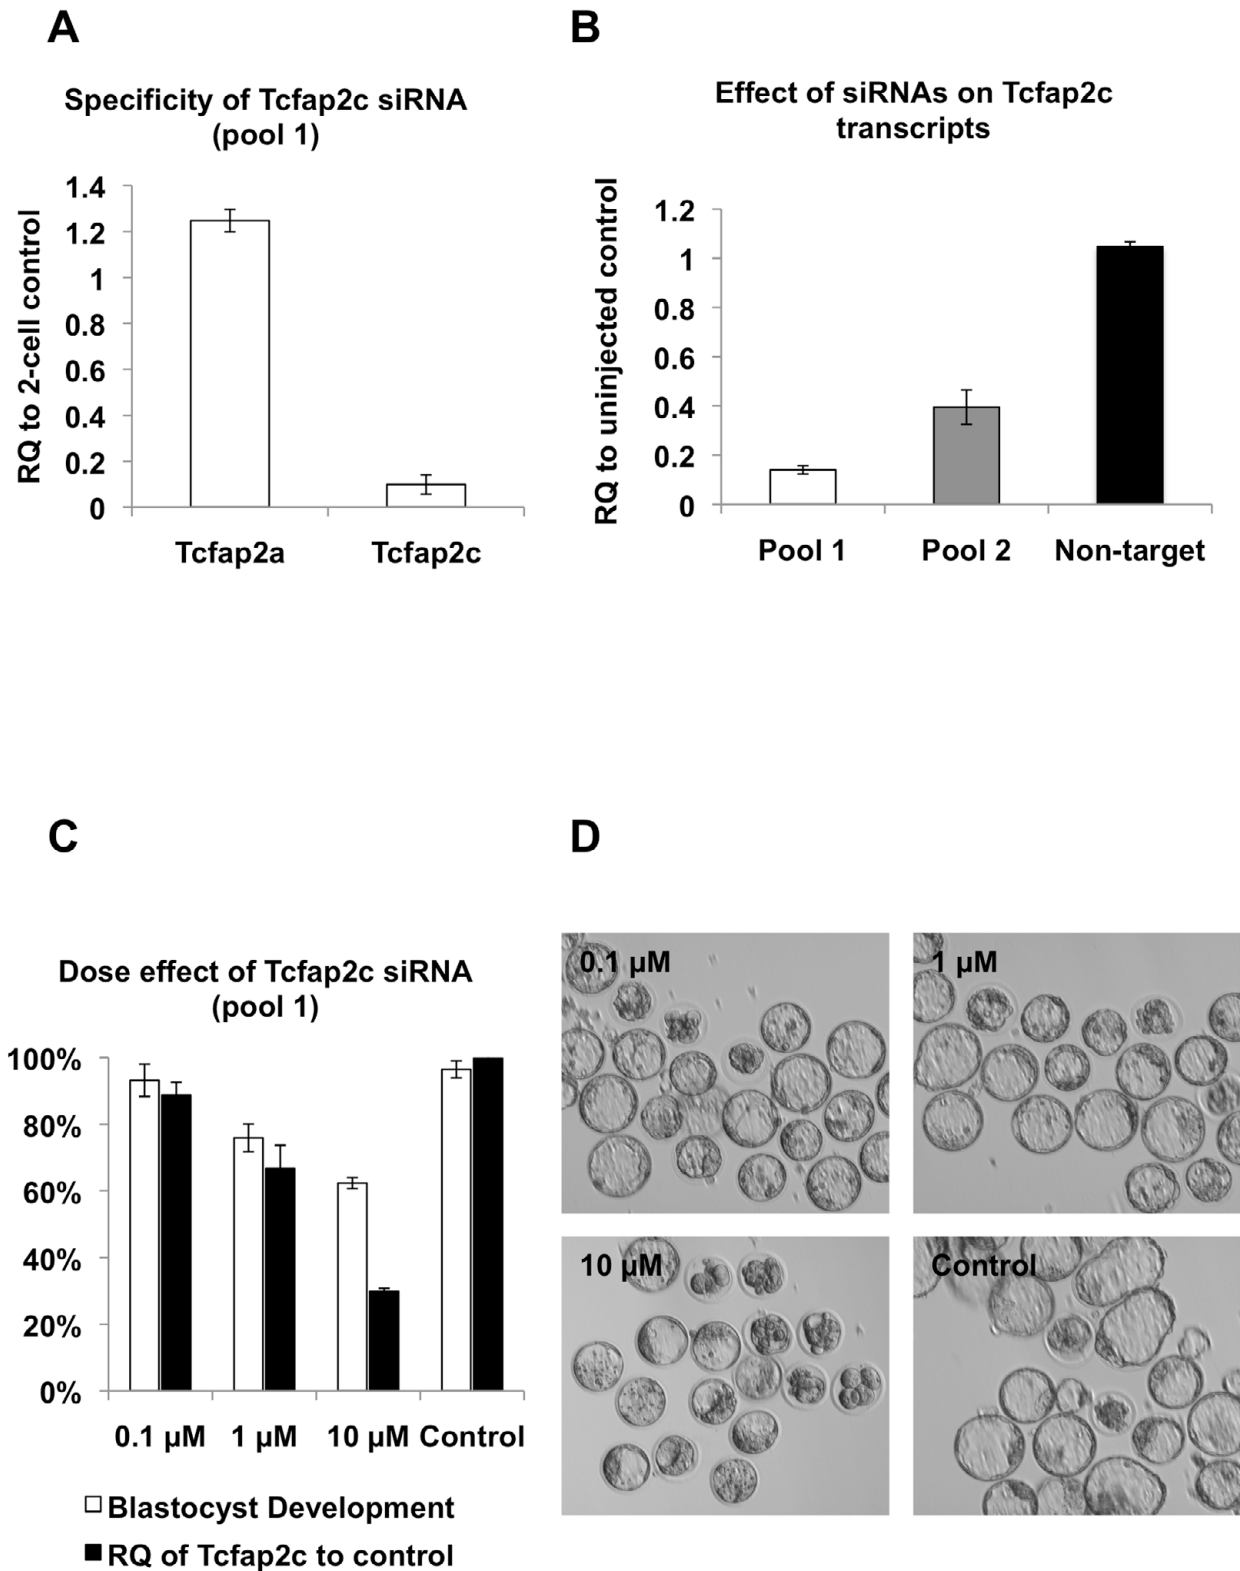 A
Specificity of Tcfap2c siRNA
(pool 1)
RQ to 2-cell control
1.4
1.2
1
0.8
0.6
0.4
0.2
0
Tcfap2a Tcfap2c
B
Effect of siRNAs on Tcfap2c
transcripts
RQ to uninjected control
1.2
1
0.8
0.6
0.4
0.2
0
Pool 1 Pool 2 Non-target
C
Dose effect of Tcfap2c siRNA
(pool 1)
100%
80%
60%
40%
20%
0%
0.1 µM 1 µM 10 µM Control
Blastocyst Development
RQ of Tcfap2c to control
D
0.1 µM
1 µM
10 µM
Control